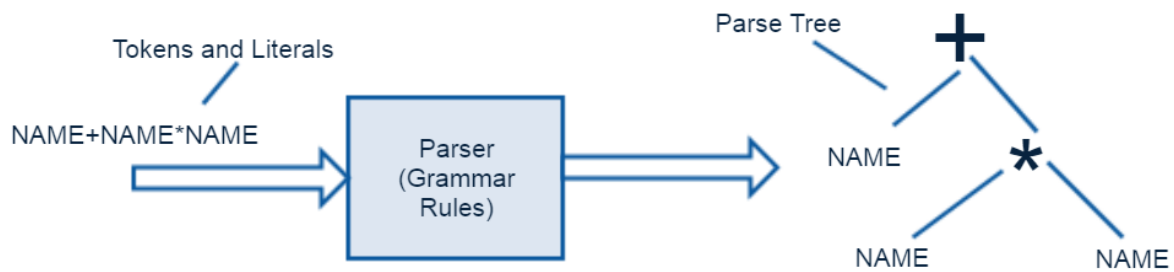 Tokens and Literals
NAME+NAME*NAME
Parser
(Grammar
Rules)
Parse Tree
+
NAME
*
NAME
NAME